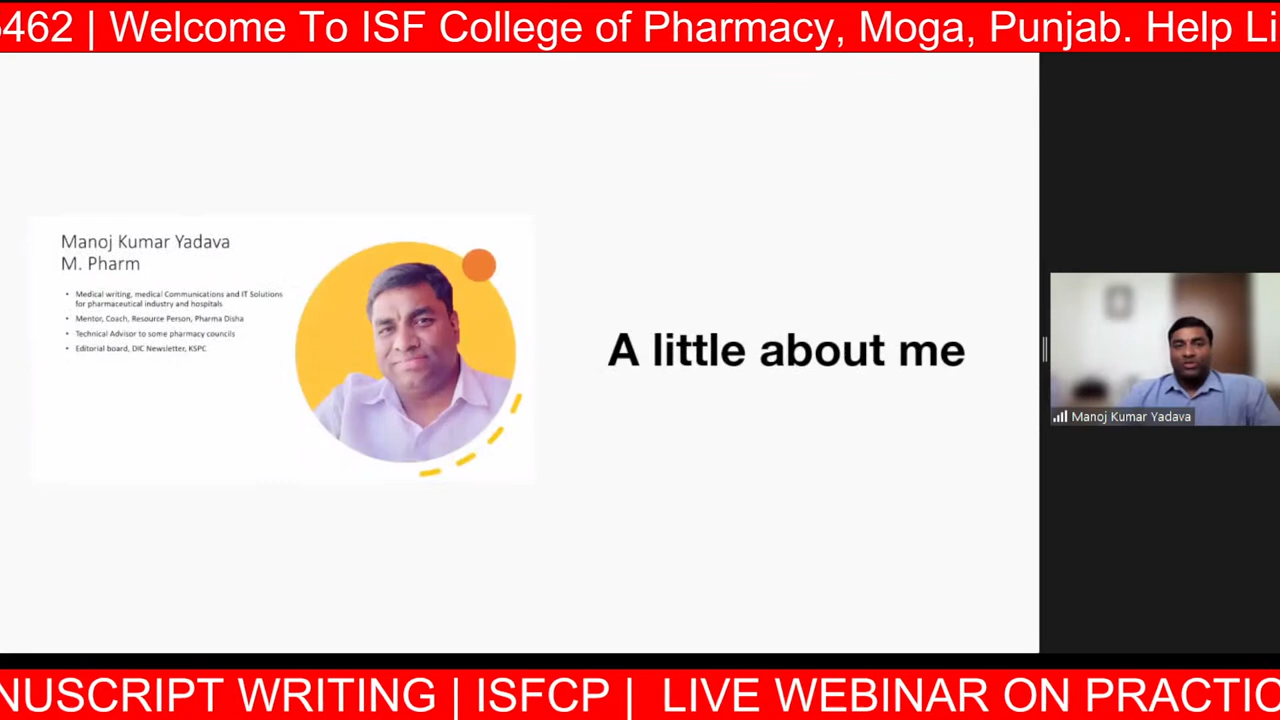 5462 | Welcome To ISF College of Pharmacy, Moga, Punjab. Help Li
Manoj Kumar Yadava
M. Pharm
• Medical writing, medical Communications and IT Solutions
for pharmaceutical industry and hospitals
• Mentor, Coach, Resource Person, Pharma Disha
• Technical Advisor to some pharmacy councils
• Editorial board, DIC Newsletter, KSPC
A little about me
Manoj Kumar Yadava
NUSCRIPT WRITING | ISFCP | LIVE WEBINAR ON PRACTIC